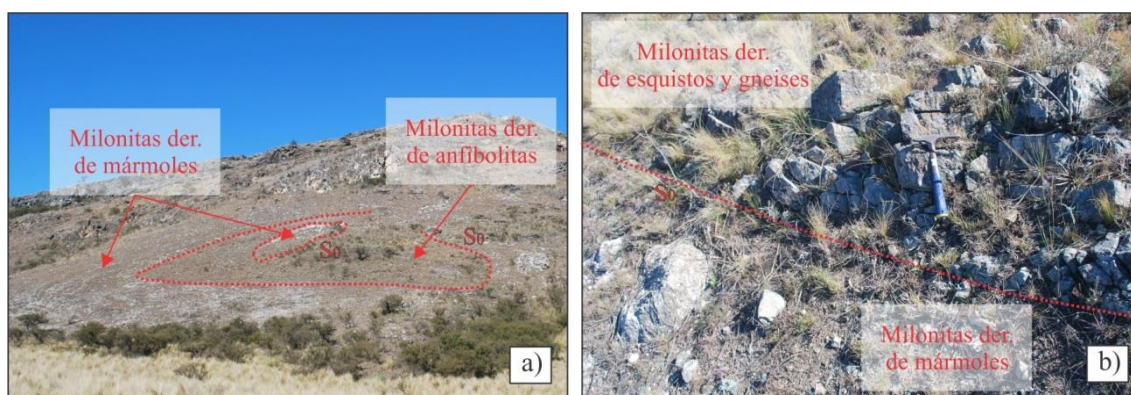 Milonitas der.
de mármoles
Milonitas der.
de anfibolitas
S₀
S₀
a)
Milonitas der.
de esquistos y gneises
Milonitas der.
de mármoles
b)